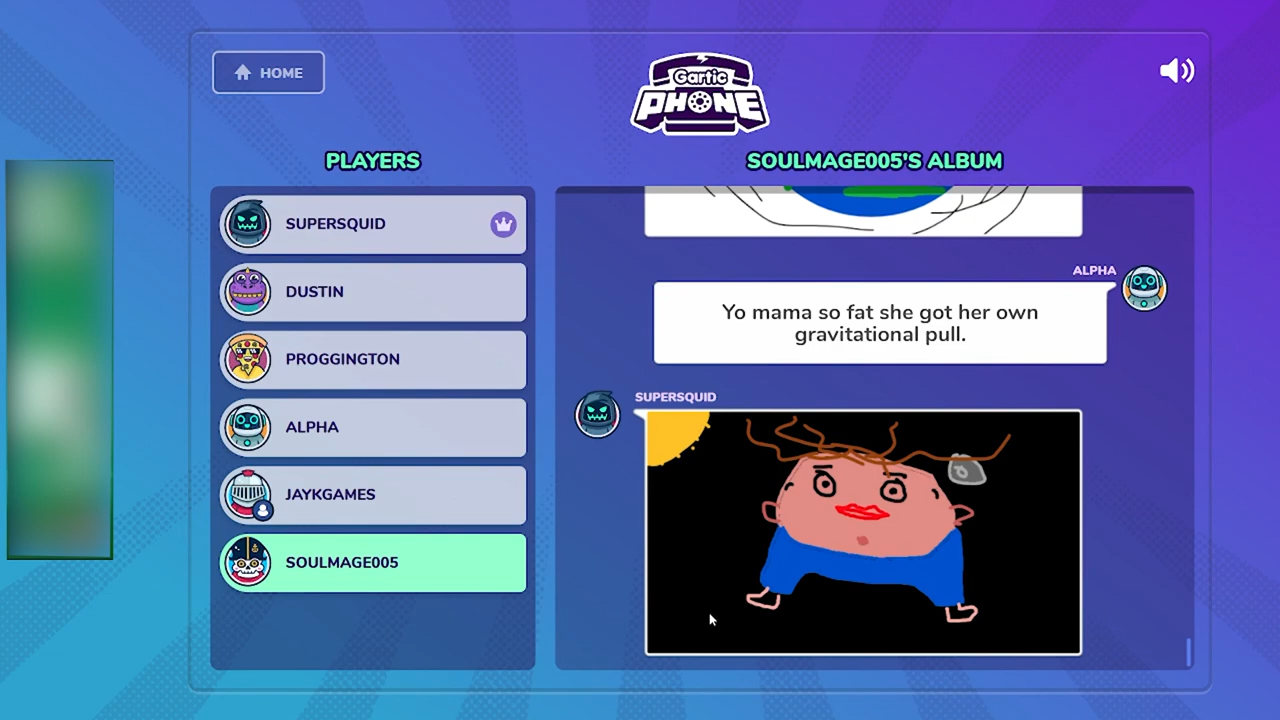 HOME
Gartic
PHONE
PLAYERS
SOULMAGE005'S ALBUM
SUPERSQUID
DUSTIN
PROGGINGTON
ALPHA
JAYKGAMES
SOULMAGE005
ALPHA
Yo mama so fat she got her own
gravitational pull.
SUPERSQUID